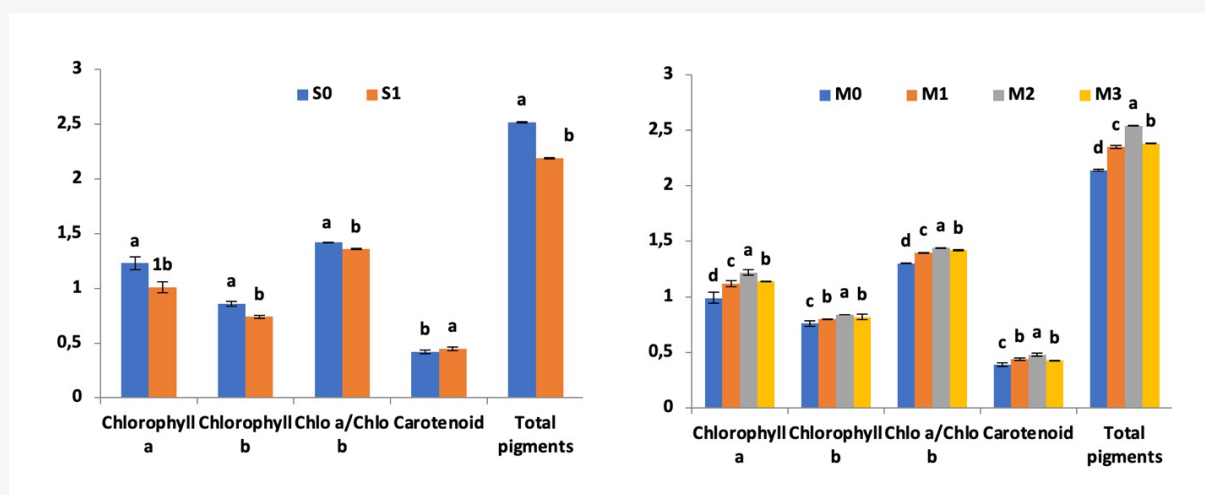 3
2,5
2
1,5
1
0,5
0
S0 S1
a
1b
a
b
a
b
b
a
a
b
Chlorophyll a
Chlorophyll b
Chlo a/Chlo b
Carotenoid
Total pigments
3
2,5
2
1,5
1
0,5
0
M0 M1 M2 M3
d c a b
c b a b
d c a b
c b a b
d c a b
Chlorophyll a
Chlorophyll b
Chlo a/Chlo b
Carotenoid
Total pigments